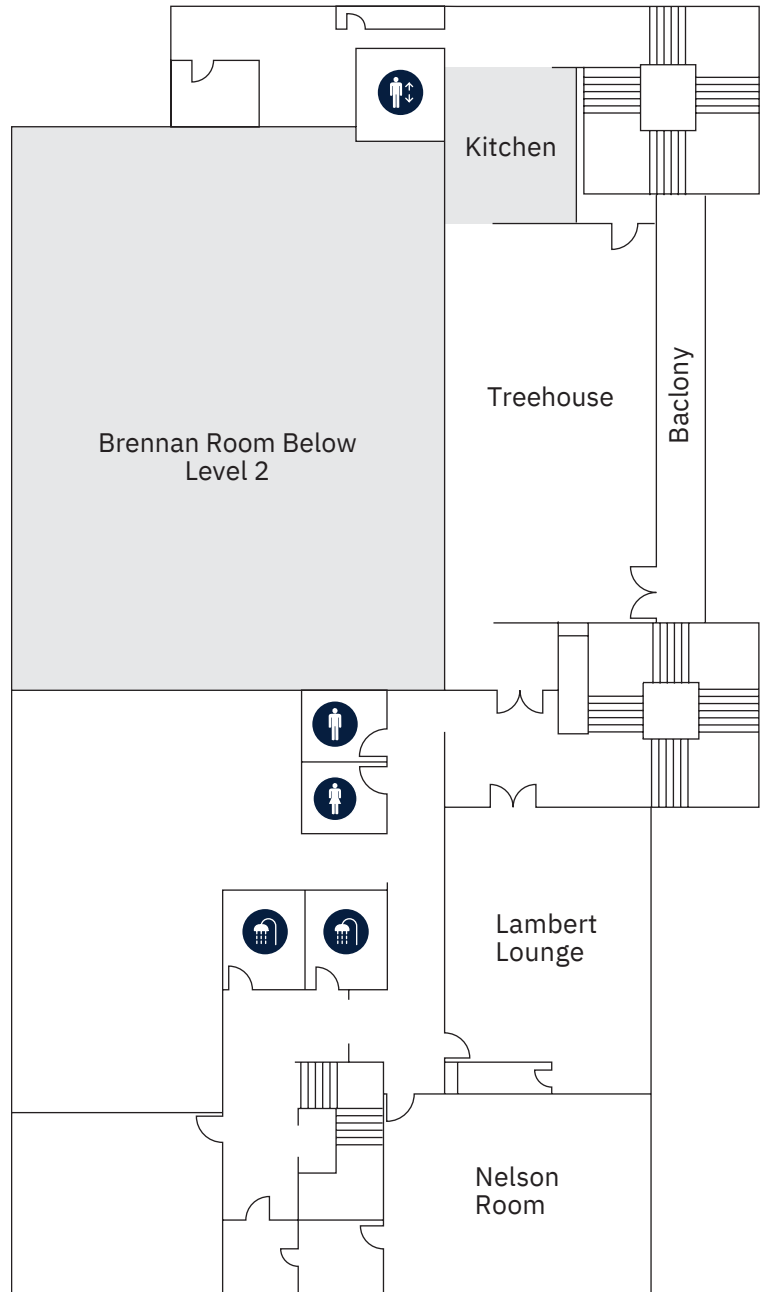 Kitchen
Treehouse
Baclony
Brennan Room Below
Level 2
Lambert
Lounge
Nelson
Room